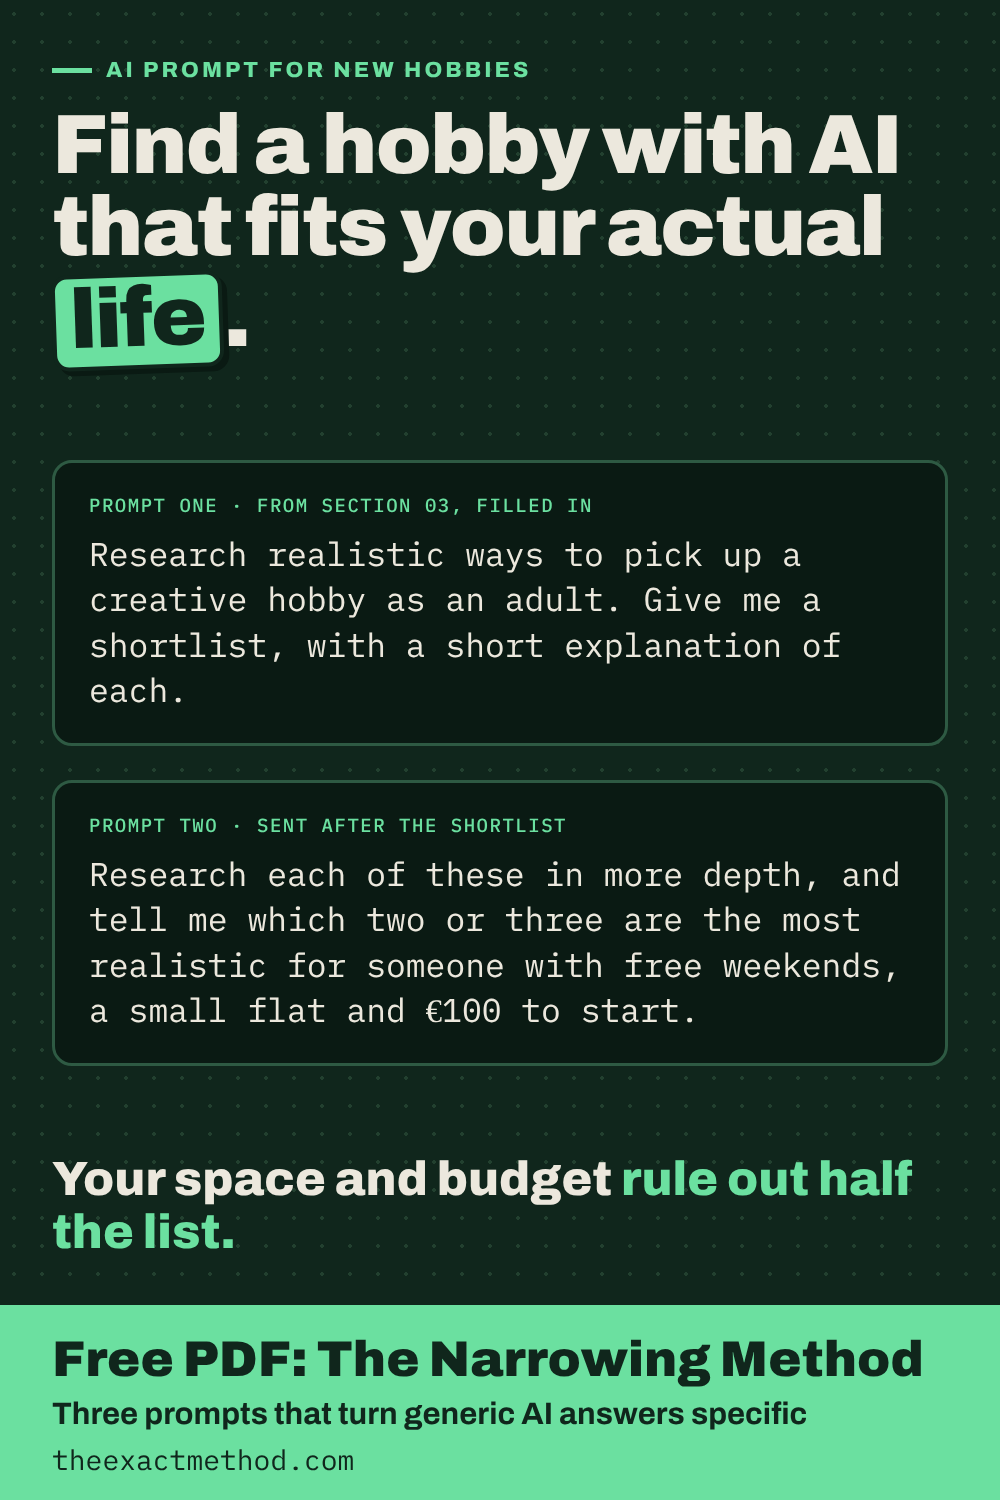 AI PROMPT FOR NEW HOBBIES
Find a hobby with AI
that fits your actual
life.
PROMPT ONE · FROM SECTION 03, FILLED IN
Research realistic ways to pick up a
creative hobby as an adult. Give me a
shortlist, with a short explanation of
each.
PROMPT TWO · SENT AFTER THE SHORTLIST
Research each of these in more depth, and
tell me which two or three are the most
realistic for someone with free weekends,
a small flat and €100 to start.
Your space and budget rule out half
the list.
Free PDF: The Narrowing Method
Three prompts that turn generic AI answers specific
theexactmethod.com